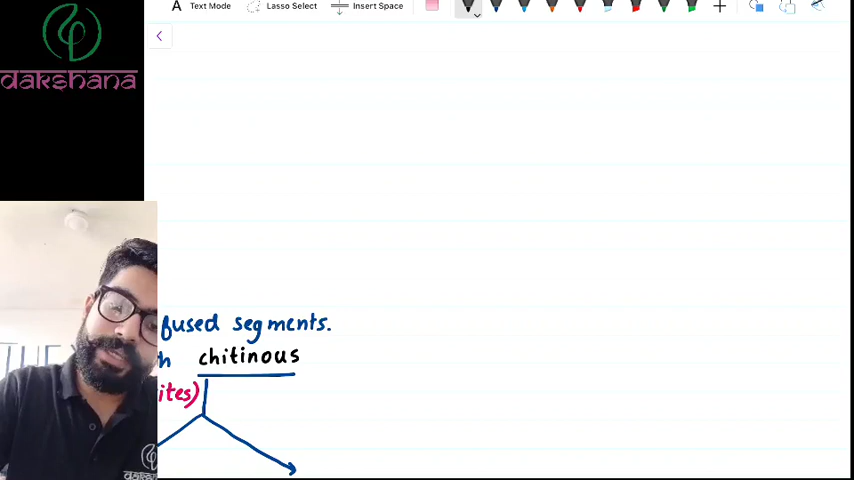 Text Mode
Lasso Select
Insert Space
dakshana
fused segments.
h chitinous
ites)